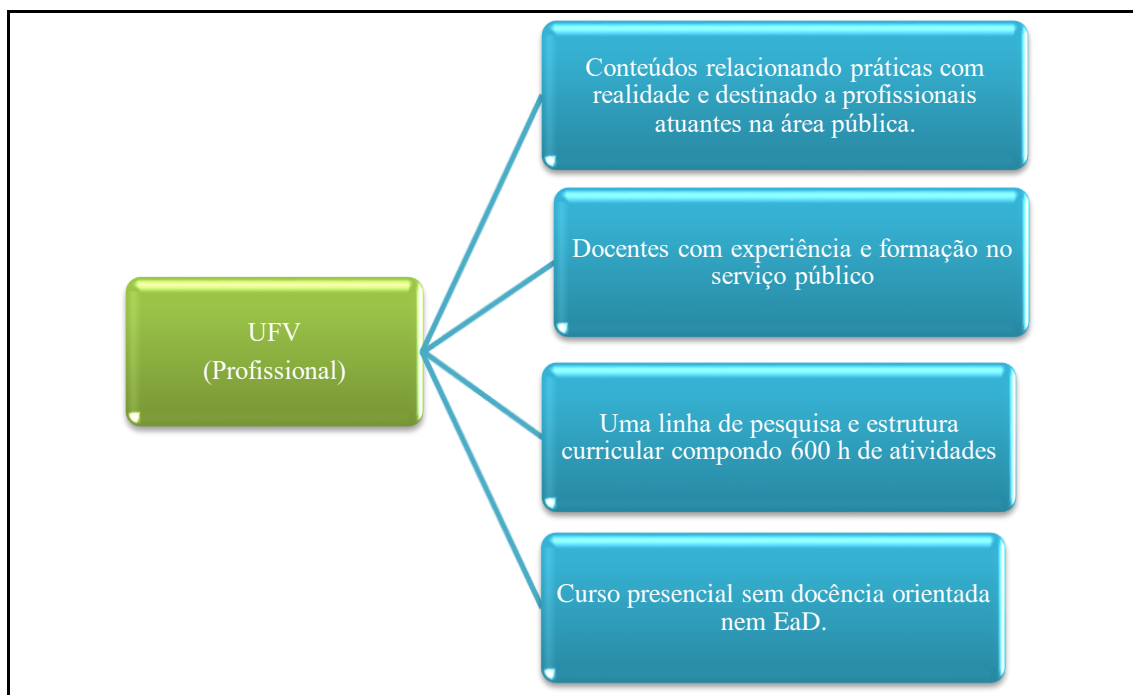 Conteúdos relacionando práticas com
realidade e destinado a profissionais
atuantes na área pública.
Docentes com experiência e formação no
serviço público
UFV
(Profissional)
Uma linha de pesquisa e estrutura
curricular compondo 600 h de atividades
Curso presencial sem docência orientada
nem EaD.